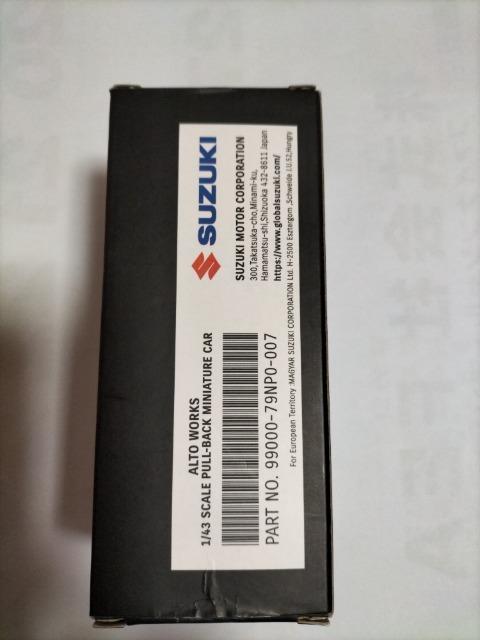 ALTO WORKS
1/43 SCALE PULL-BACK MINIATURE CAR
PART NO. 99000-79NP0-007
SUZUKI
SUZUKI MOTOR CORPORATION
300,Takatsuka-cho,Minami-ku,
Hamamatsu-shi,Shizuoka 432-8611 Japan
https://www.globalsuzuki.com/
For European Territory :MAGYAR SUZUKI CORPORATION Ltd. H-2500 Esztergom ,Schweide J.U.52,Hungry